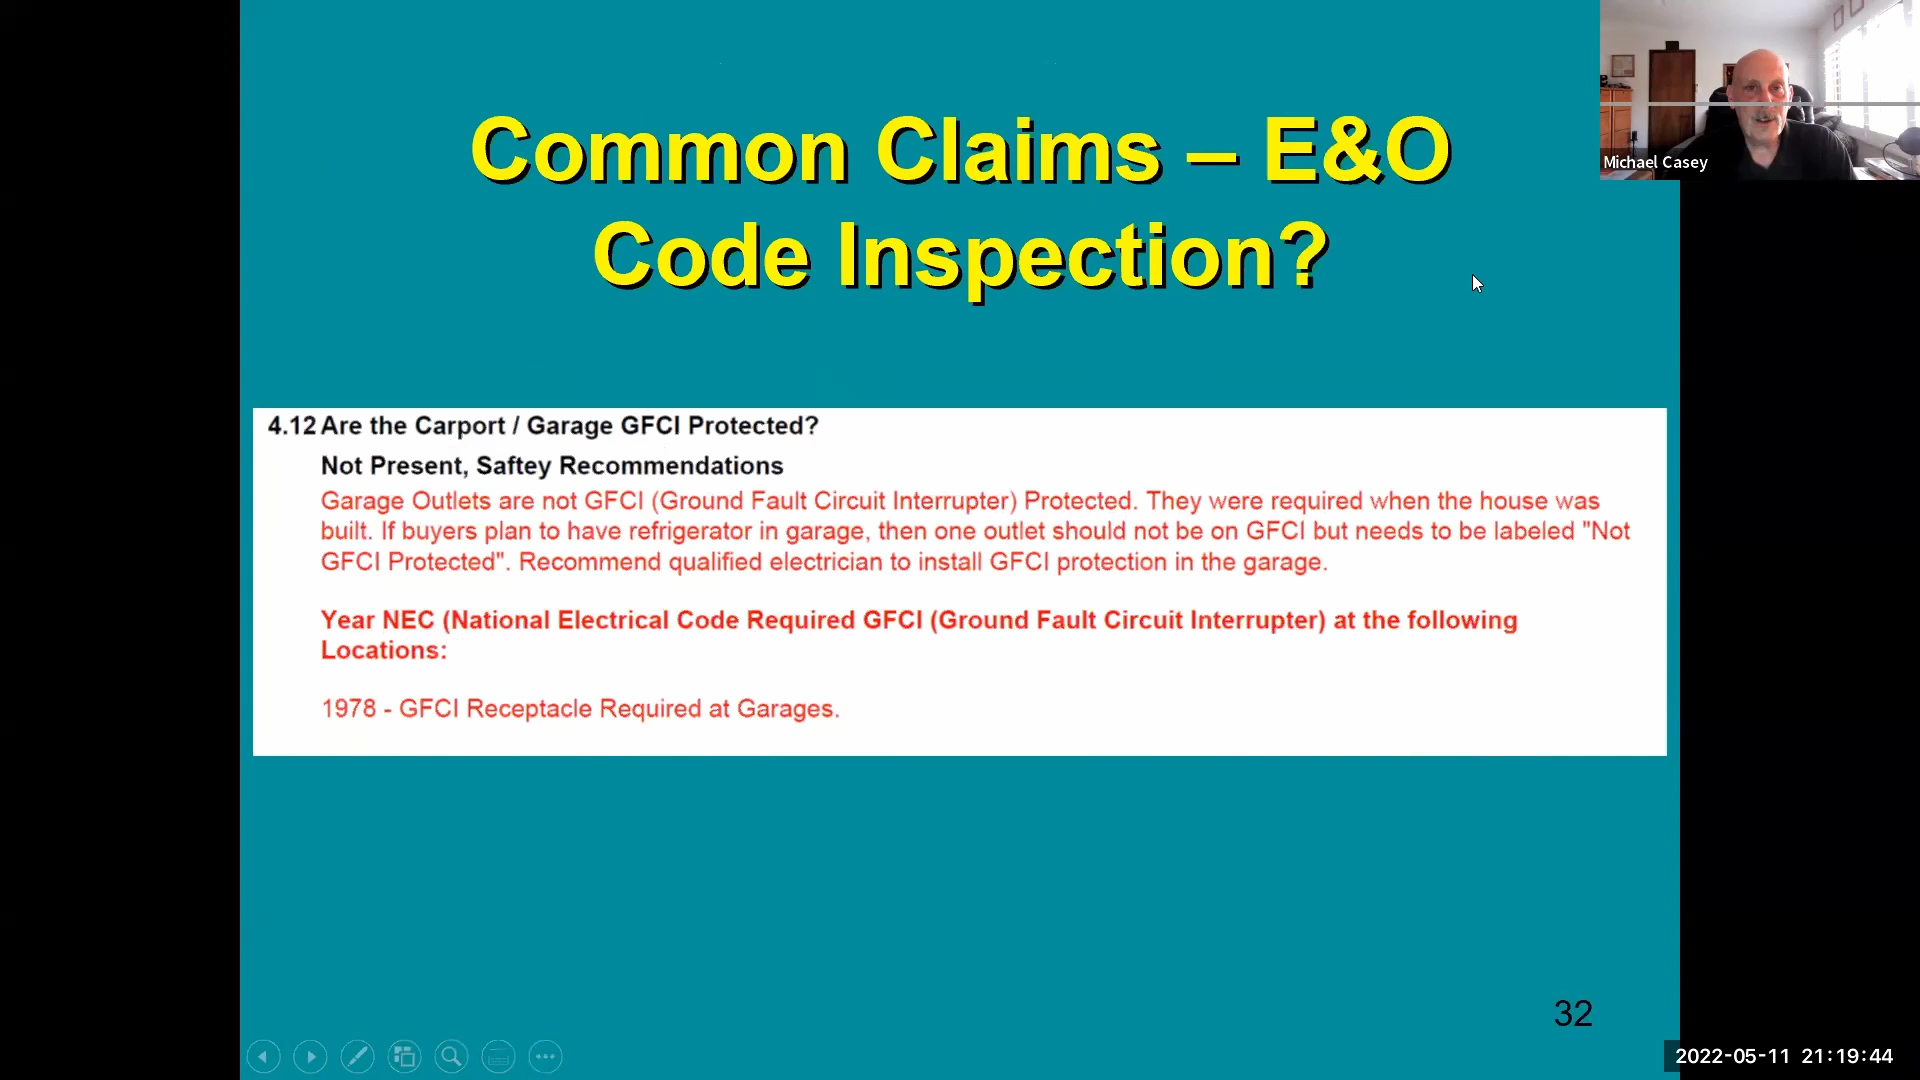 Common Claims – E&O
Code Inspection?
Michael Casey
4.12 Are the Carport / Garage GFCI Protected?
Not Present, Saftey Recommendations
Garage Outlets are not GFCI (Ground Fault Circuit Interrupter) Protected. They were required when the house was
built. If buyers plan to have refrigerator in garage, then one outlet should not be on GFCI but needs to be labeled "Not
GFCI Protected". Recommend qualified electrician to install GFCI protection in the garage.
Year NEC (National Electrical Code Required GFCI (Ground Fault Circuit Interrupter) at the following
Locations:
1978 - GFCI Receptacle Required at Garages.
32
2022-05-11 21:19:44